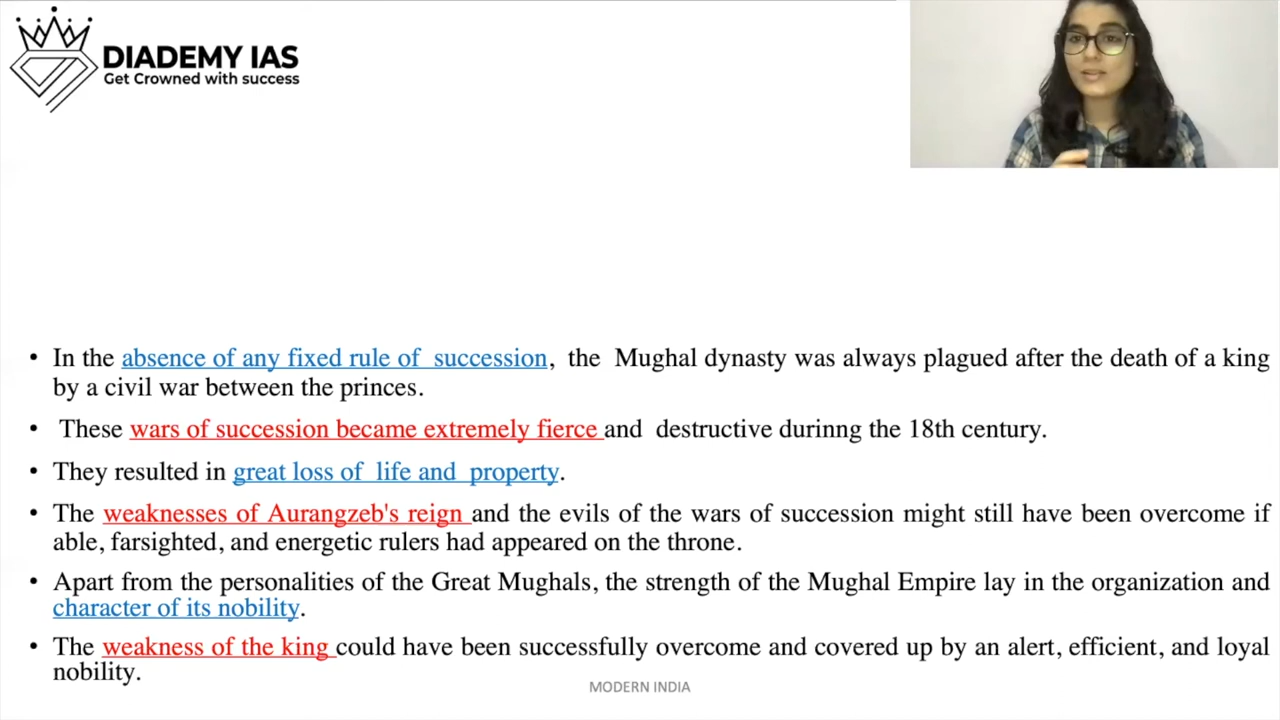 DIADEMY IAS
Get Crowned with success
• In the absence of any fixed rule of succession, the Mughal dynasty was always plagued after the death of a king
by a civil war between the princes.
• These wars of succession became extremely fierce and destructive durinng the 18th century.
• They resulted in great loss of life and property.
• The weaknesses of Aurangzeb's reign and the evils of the wars of succession might still have been overcome if
able, farsighted, and energetic rulers had appeared on the throne.
• Apart from the personalities of the Great Mughals, the strength of the Mughal Empire lay in the organization and
character of its nobility.
• The weakness of the king could have been successfully overcome and covered up by an alert, efficient, and loyal
nobility.
MODERN INDIA